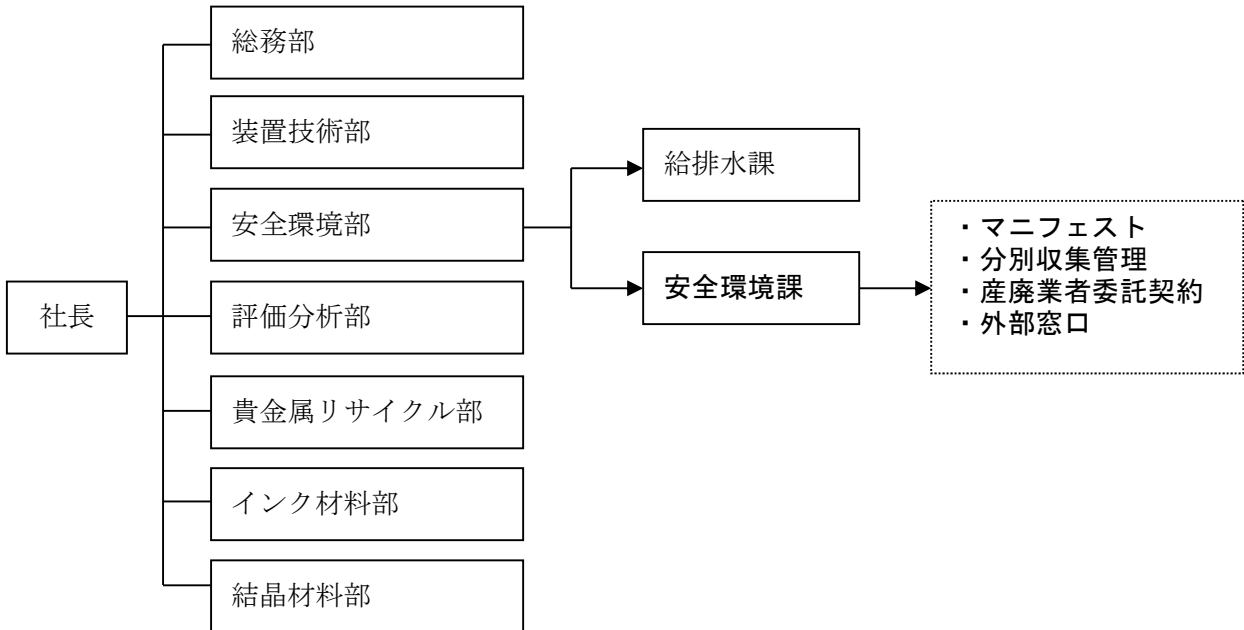 総務部
装置技術部
安全環境部
評価分析部
貴金属リサイクル部
インク材料部
結晶材料部
社長
給排水課
安全環境課
・マニフェスト
・分別収集管理
・産廃業者委託契約
・外部窓口